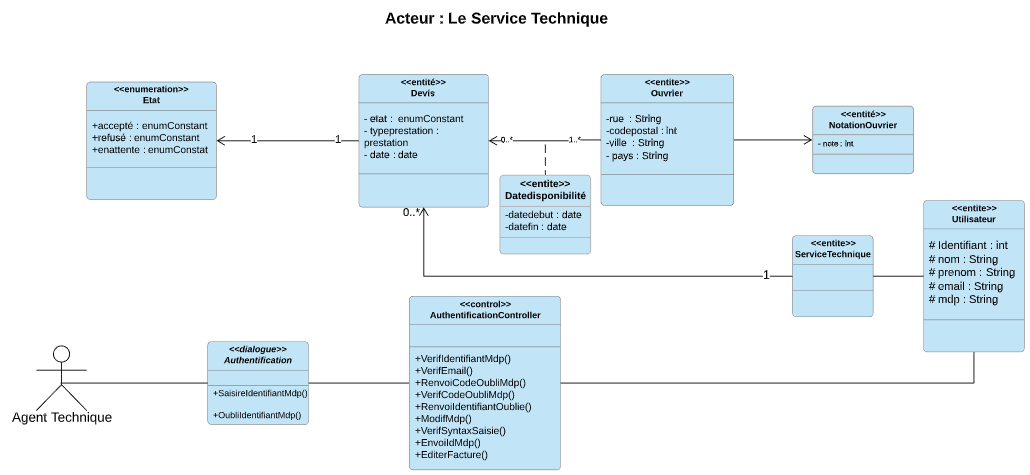 Acteur : Le Service Technique
<<enumeration>>
Etat
+accepté : enumConstant
+refusé : enumConstant
+enattente : enumConstat
1
1
<<entité>>
Devis
- etat : enumConstant
- typeprestation :
prestation
- date : date
0..*
1..*
<<entite>>
Ouvrier
-rue : String
-codepostal : int
-ville : String
- pays : String
<<entité>>
NotationOuvrier
- note : int
<<entite>>
Datedisponibilité
-datedebut : date
-datefin : date
0..*
1
<<entite>>
ServiceTechnique
<<entite>>
Utilisateur
# Identifiant : int
# nom : String
# prenom : String
# email : String
# mdp : String
<<control>>
AuthentificationController
+VerifIdentifiantMdp()
+VerifEmail()
+RenvoiCodeOubliMdp()
+VerifCodeOubliMdp()
+RenvoiIdentifiantOublie()
+ModifMdp()
+VerifSyntaxSaisie()
+EnvoiIdMdp()
+EditerFacture()
<<dialogue>>
Authentification
+SaisireIdentifiantMdp()
+OubliIdentifiantMdp()
Agent Technique